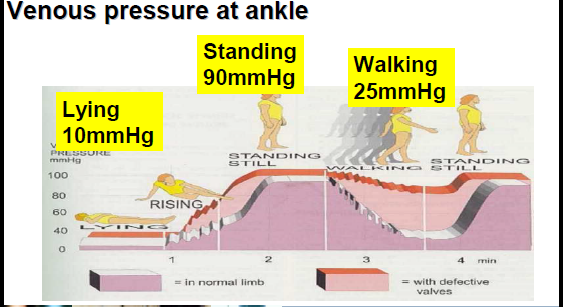 Venous pressure at ankle
Standing
90mmHg
Walking
25mmHg
Lying
10mmHg
PRESSURE
mmHg
100
80
60
40
0
LYING
RISING
STANDING
STILL
WALKING
STANDING
STILL
1
2
3
4
min
= in normal limb
= with defective
valves